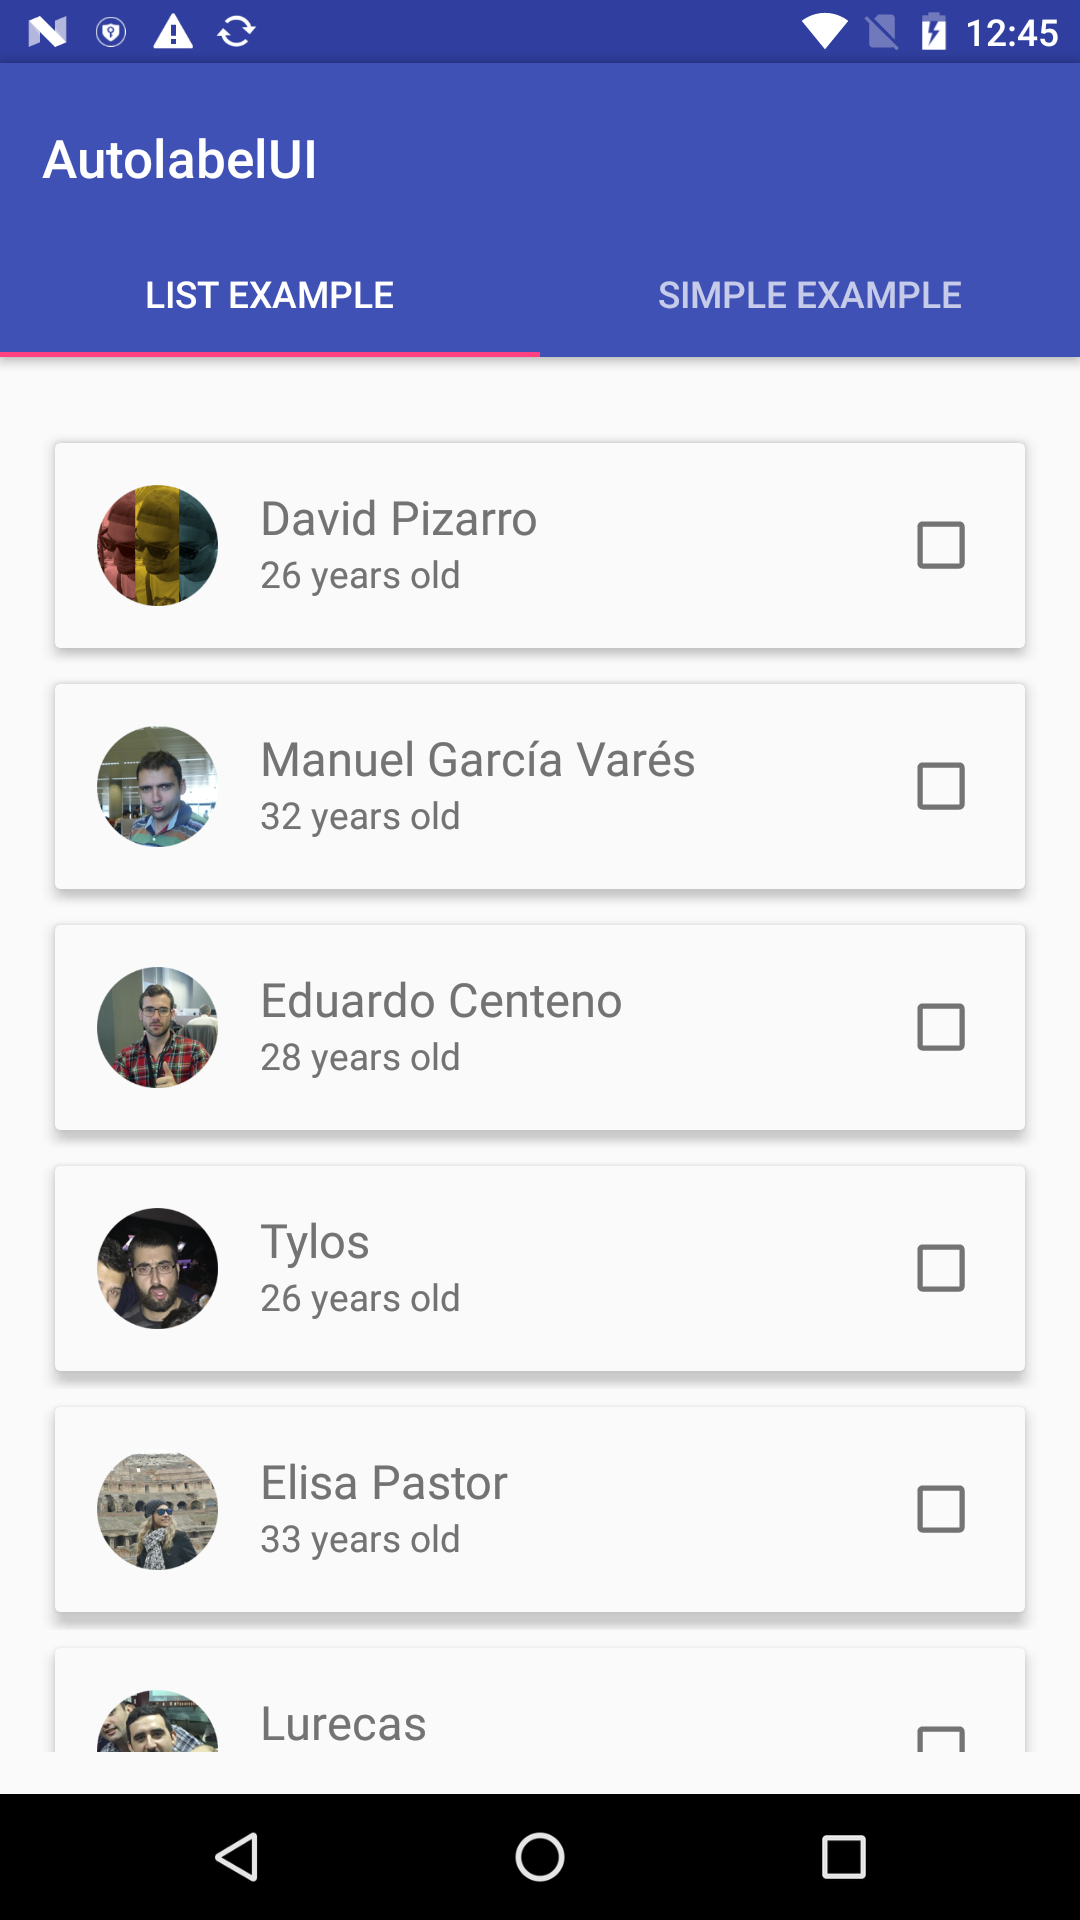 12:45
AutolabelUI
LIST EXAMPLE
SIMPLE EXAMPLE
David Pizarro
26 years old
Manuel García Varés
32 years old
Eduardo Centeno
28 years old
Tylos
26 years old
Elisa Pastor
33 years old
Lurecas